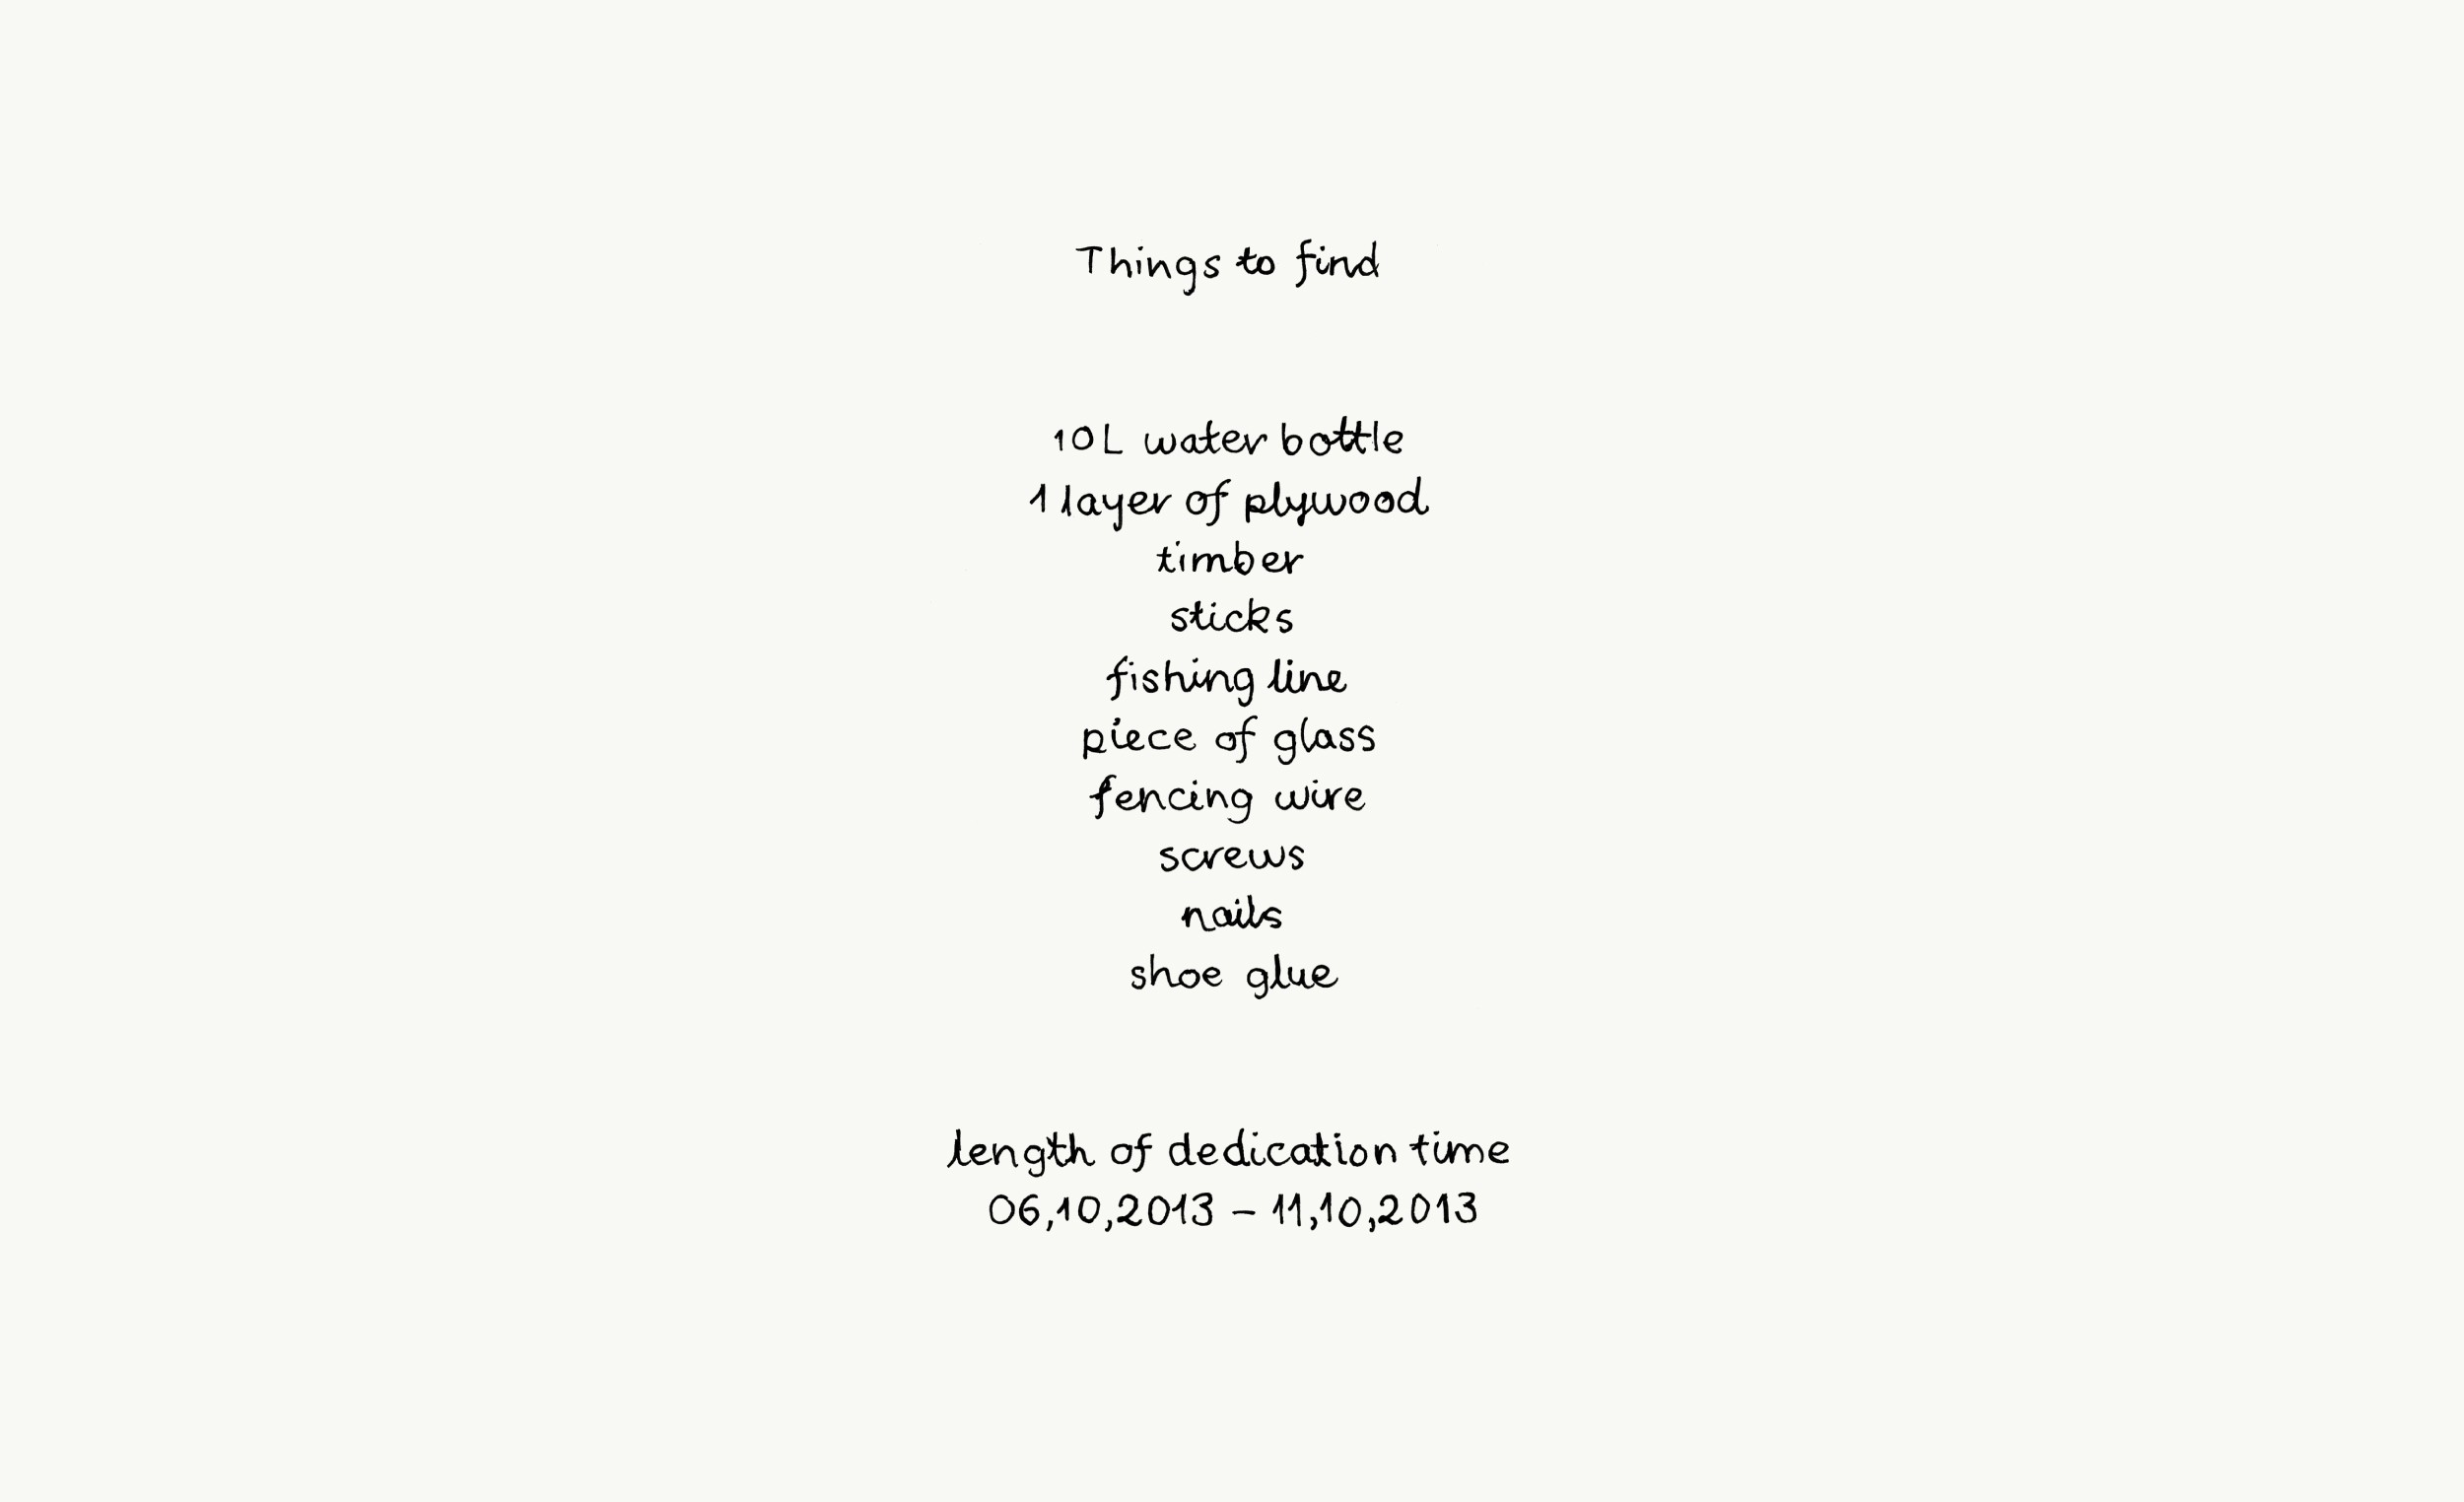 Things to find
10L water bottle
1 layer of plywood
timber
sticks
fishing line
piece of glass
fencing wire
screws
nails
shoe glue
length of dedication time
06,10,2013 – 11,10,2013